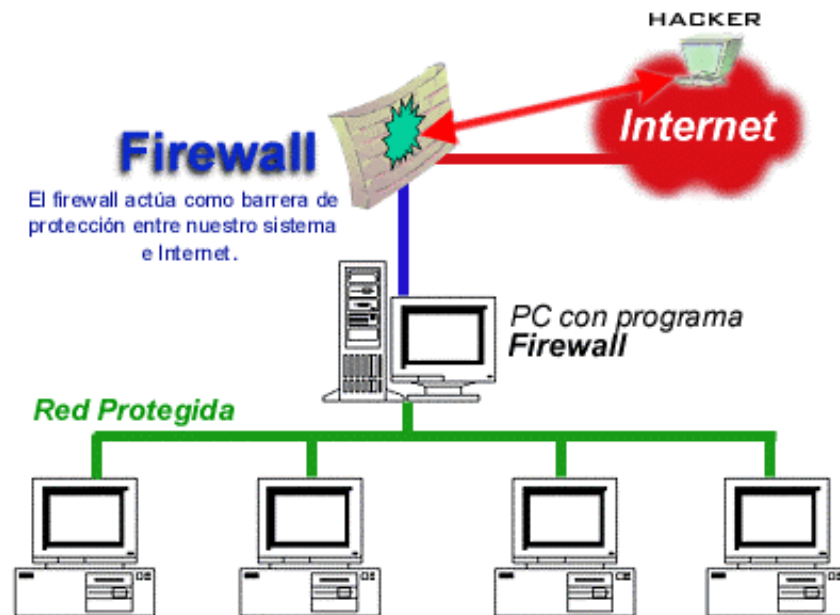 HACKER
Internet
Firewall
El firewall actúa como barrera de
protección entre nuestro sistema
e Internet.
PC con programa
Firewall
Red Protegida